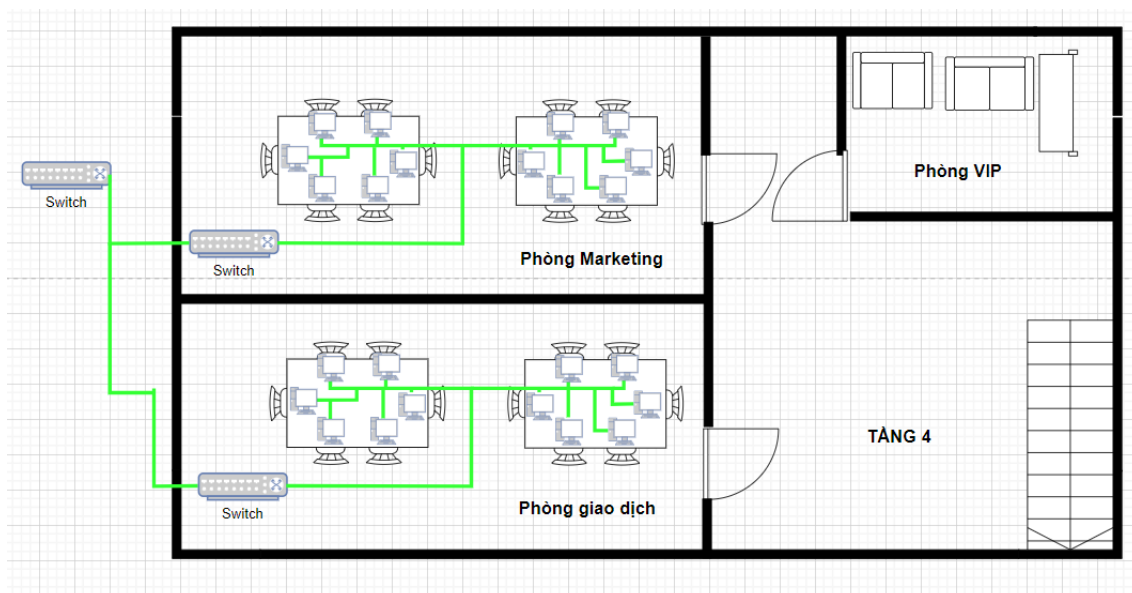 Phòng VIP
Switch
Switch
Phòng Marketing
TẦNG 4
Phòng giao dịch
Switch